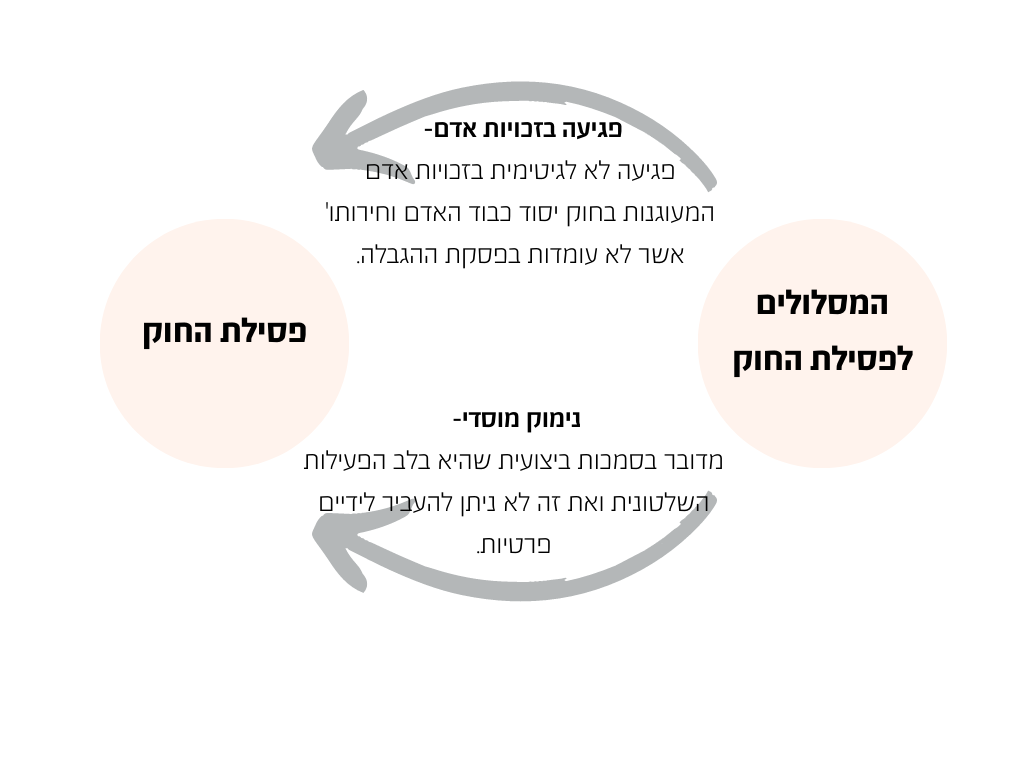 פגיעה בזכויות אדם-
פגיעה לא לגיטימית בזכויות אדם
המעוגנות בחוק יסוד כבוד האדם וחירותו'
אשר לא עומדות בפסקת ההגבלה.
המסלולים
לפסילת החוק
פסילת החוק
נימוק מוסדי-
מדובר בסמכות ביצועית שהיא בלב הפעילות
השלטונית ואת זה לא ניתן להעביר לידיים
פרטיות.